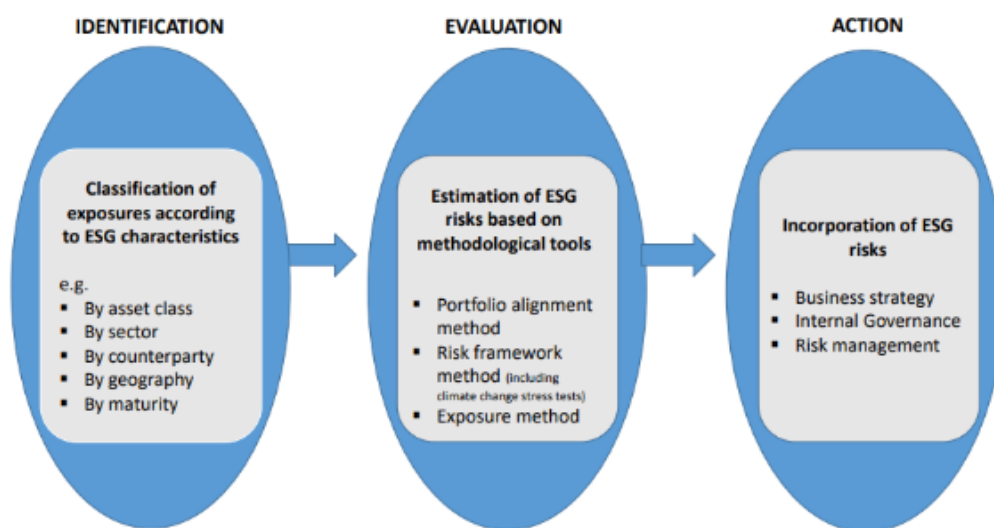 IDENTIFICATION
Classification of
exposures according
to ESG characteristics
e.g.
▪ By asset class
▪ By sector
▪ By counterparty
▪ By geography
▪ By maturity
EVALUATION
Estimation of ESG
risks based on
methodological tools
▪ Portfolio alignment
method
▪ Risk framework
method (including
climate change stress tests)
▪ Exposure method
ACTION
Incorporation of ESG
risks
▪ Business strategy
▪ Internal Governance
▪ Risk management